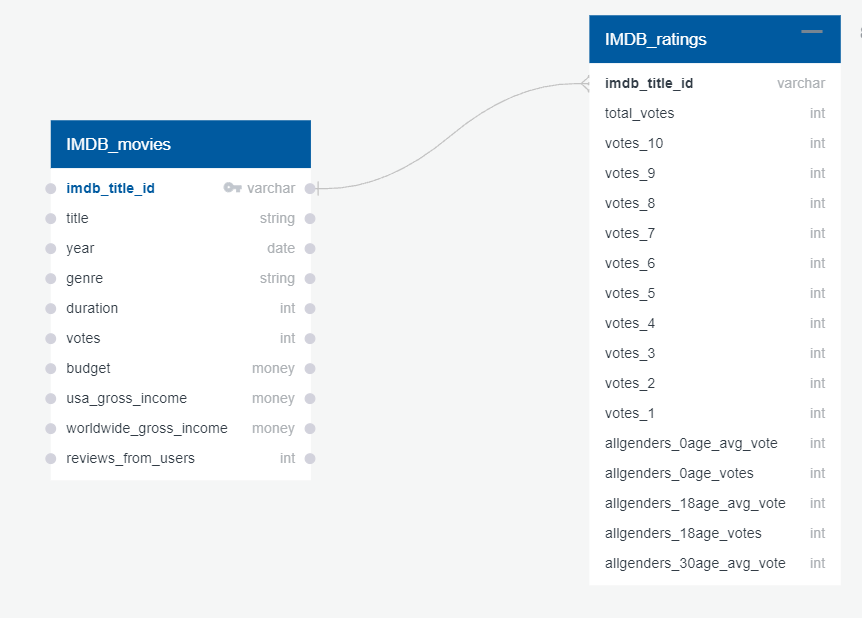 IMDB_movies
imdb_title_id varchar
title string
year date
genre string
duration int
votes int
budget money
usa_gross_income money
worldwide_gross_income money
reviews_from_users int
IMDB_ratings
imdb_title_id varchar
total_votes int
votes_10 int
votes_9 int
votes_8 int
votes_7 int
votes_6 int
votes_5 int
votes_4 int
votes_3 int
votes_2 int
votes_1 int
allgenders_0age_avg_vote int
allgenders_0age_votes int
allgenders_18age_avg_vote int
allgenders_18age_votes int
allgenders_30age_avg_vote int